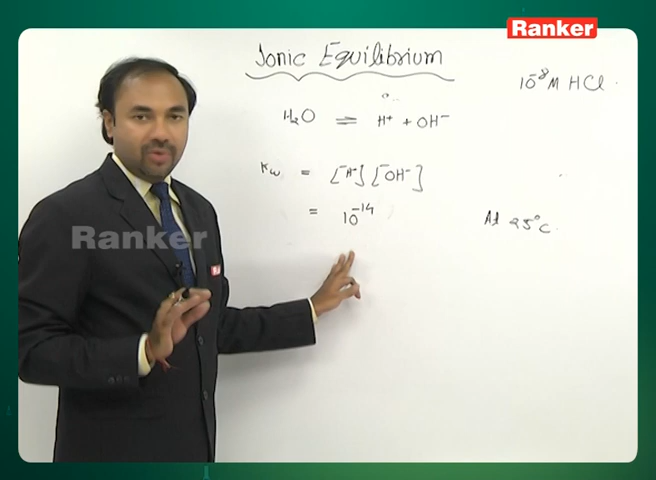 Ranker
Ionic Equilibrium
10⁻⁸ M HCl.
H₂O ⇌ H⁺ + OH⁻
Kw = [H⁺] [OH⁻]
= 10⁻¹⁴
At 25°C.
Ranker